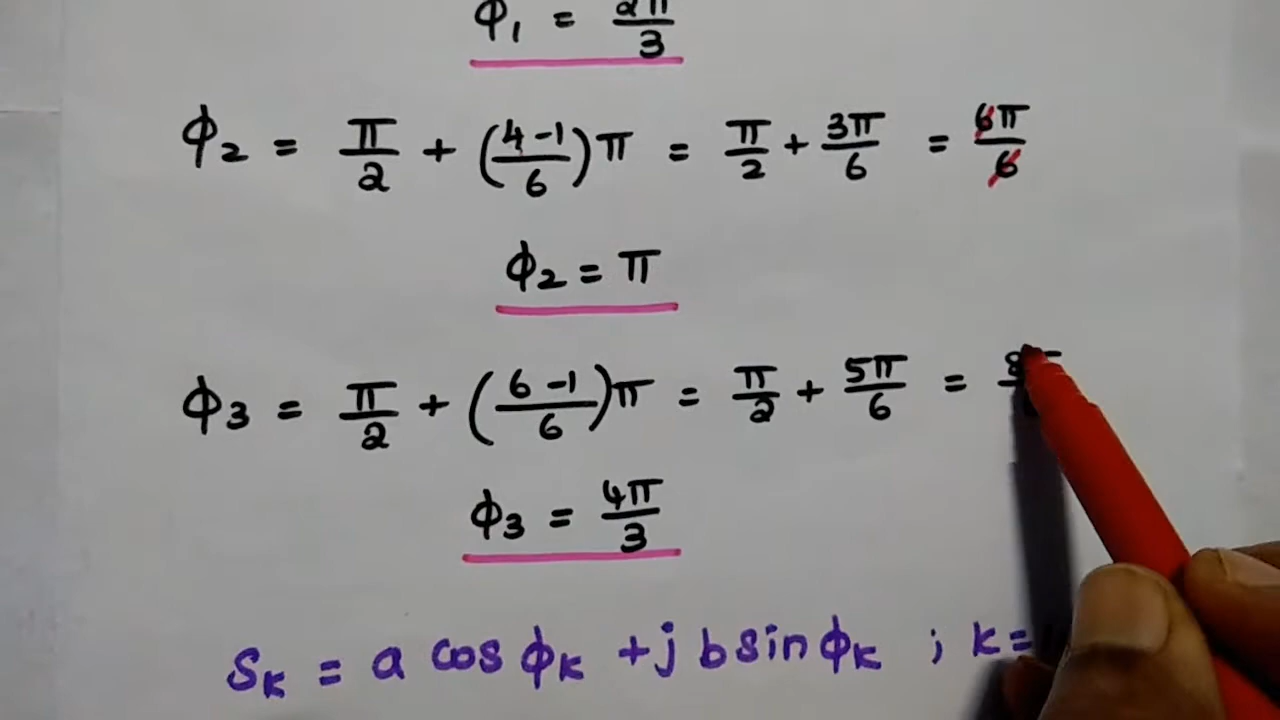 ϕ₁ = 2π/3
ϕ₂ = π/2 + (4-1/6)π = π/2 + 3π/6 = 6π/6
ϕ₂ = π
ϕ₃ = π/2 + (6-1/6)π = π/2 + 5π/6 =
ϕ₃ = 4π/3
Sₖ = a cos ϕₖ + j b sin ϕₖ ; k =